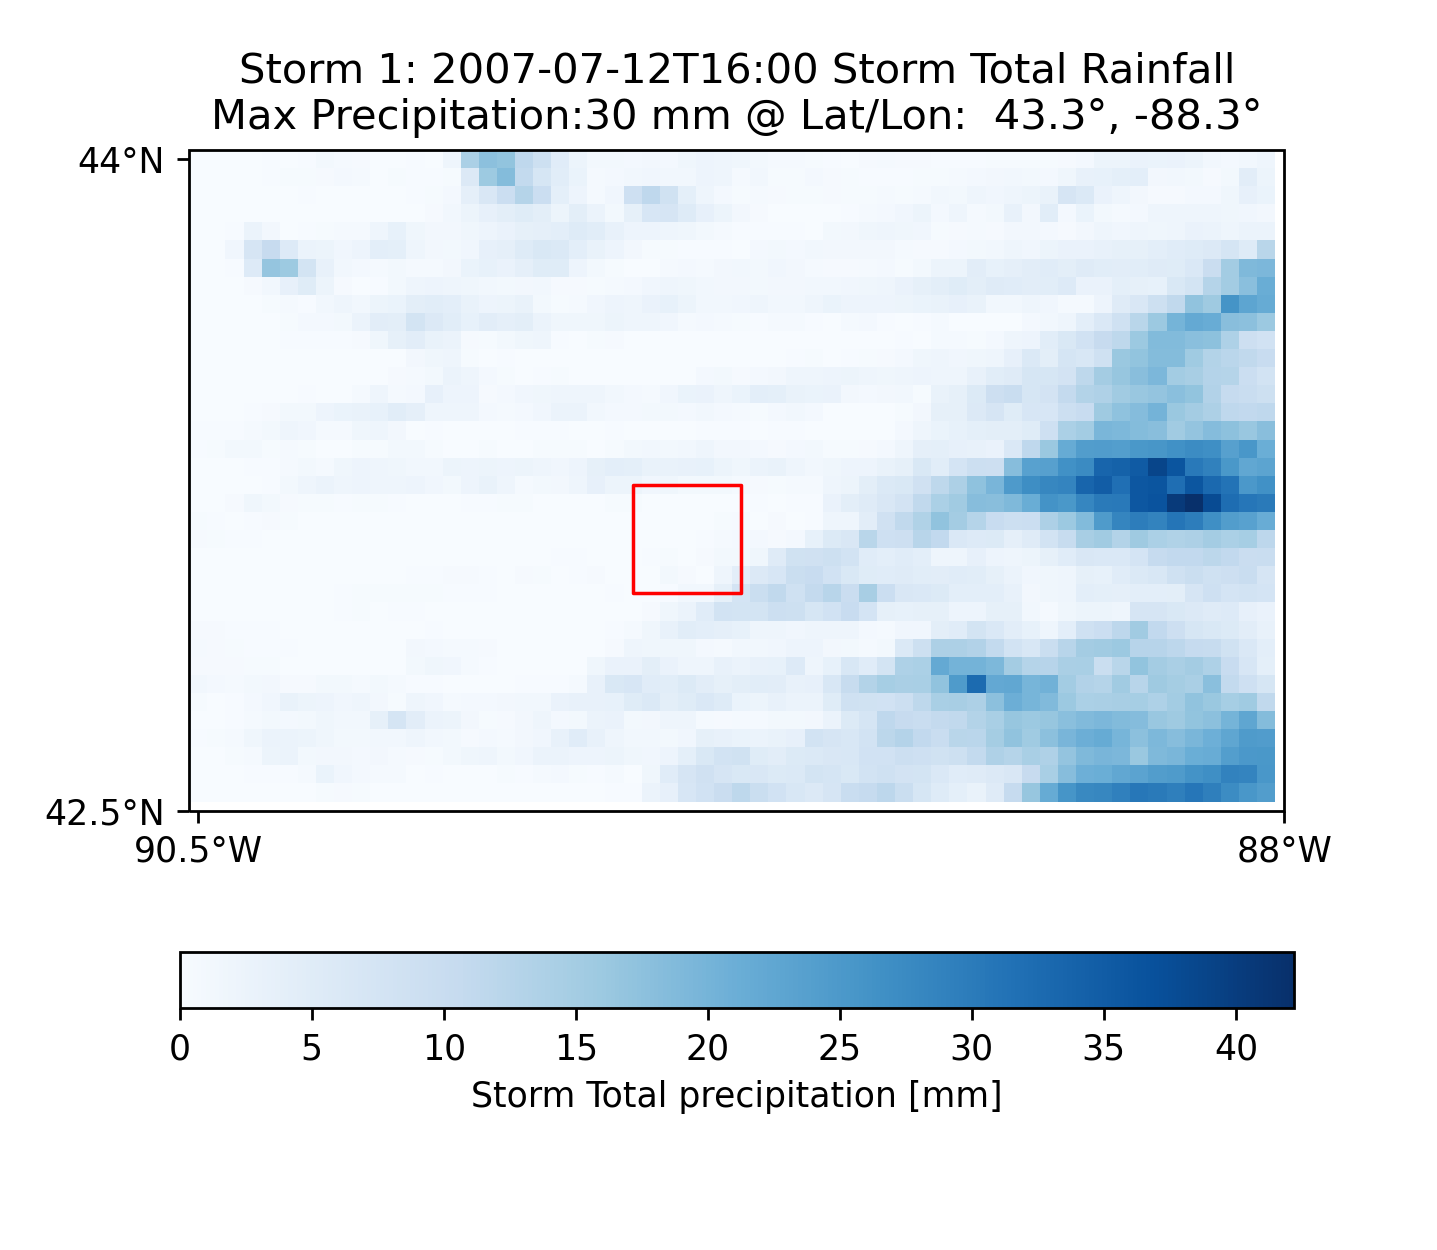 Storm 1: 2007-07-12T16:00 Storm Total Rainfall
Max Precipitation:30 mm @ Lat/Lon:  43.3°, -88.3°
44°N
42.5°N
90.5°W 88°W
0 5 10 15 20 25 30 35 40
Storm Total precipitation [mm]